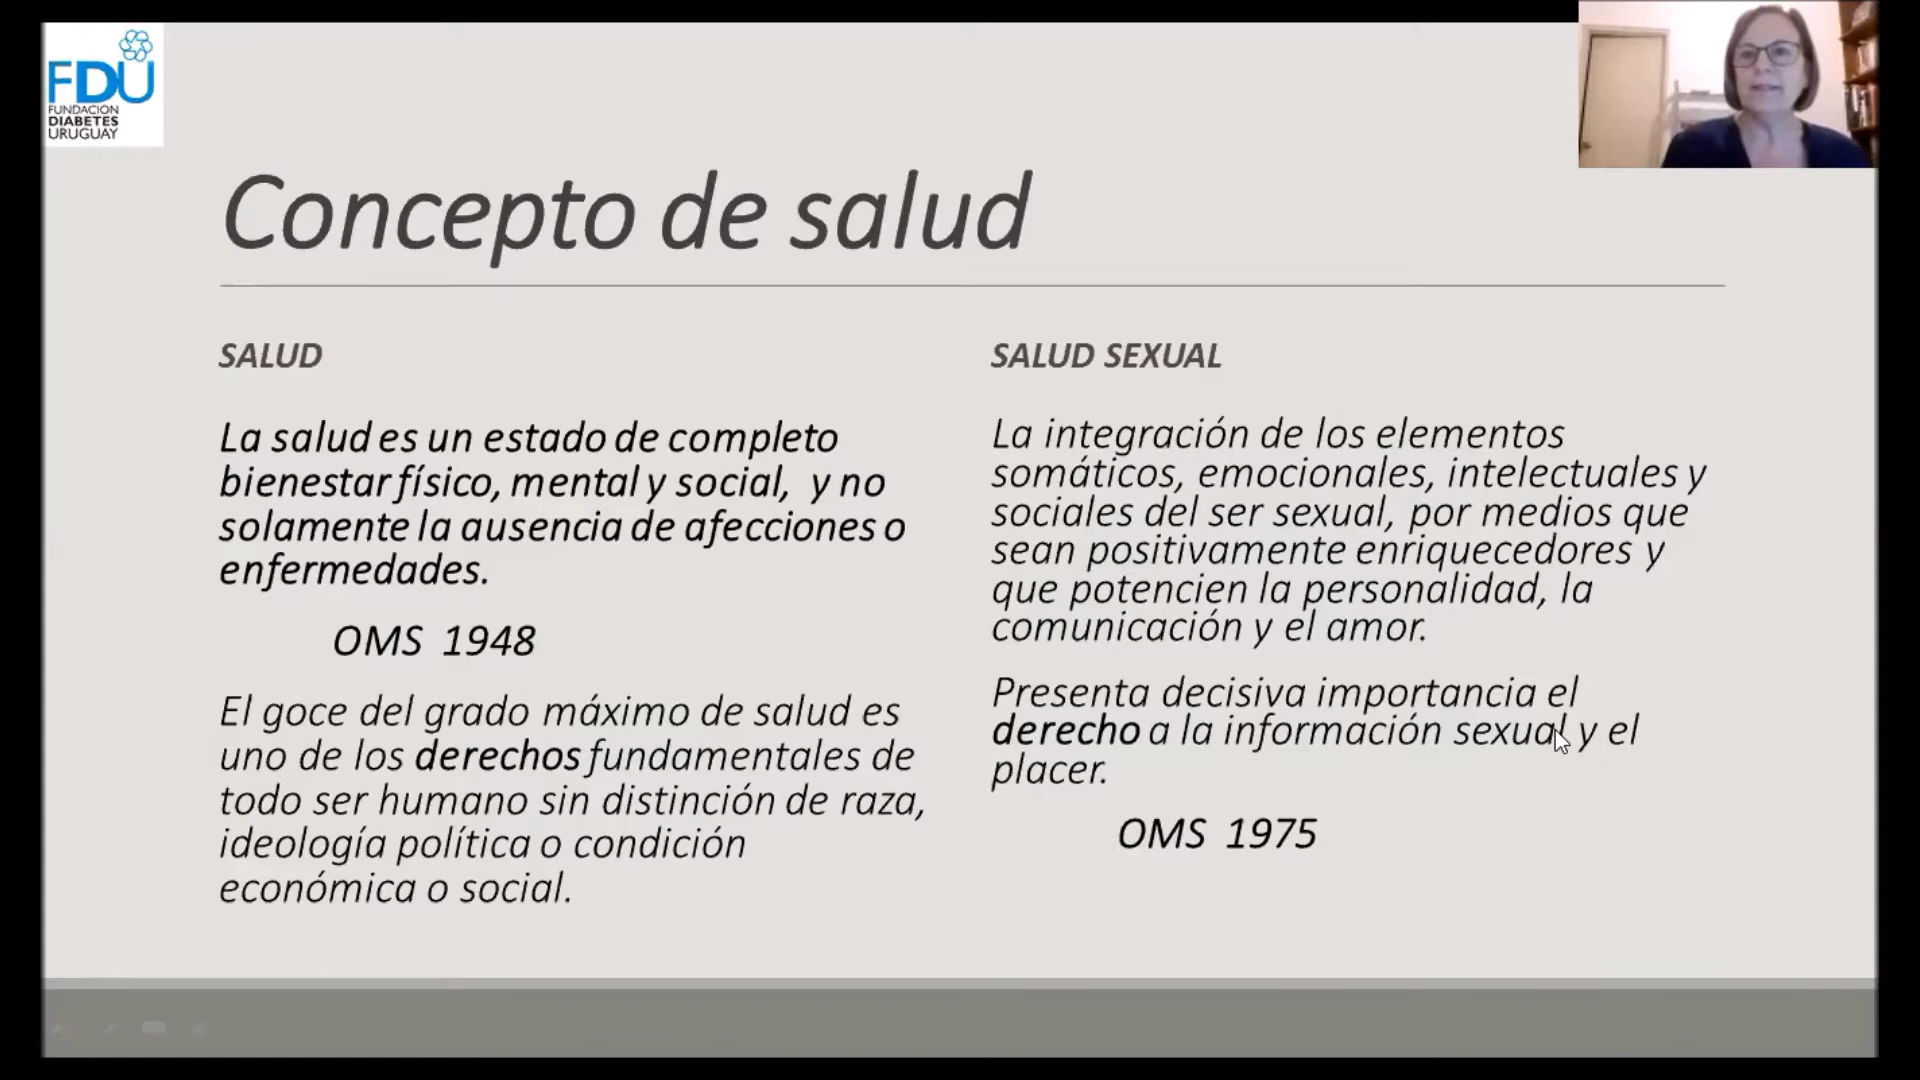 FDU
FUNDACIÓN
DIABETES
URUGUAY
Concepto de salud
SALUD
La salud es un estado de completo
bienestar físico, mental y social, y no
solamente la ausencia de afecciones o
enfermedades.
OMS 1948
El goce del grado máximo de salud es
uno de los derechos fundamentales de
todo ser humano sin distinción de raza,
ideología política o condición
económica o social.
SALUD SEXUAL
La integración de los elementos
somáticos, emocionales, intelectuales y
sociales del ser sexual, por medios que
sean positivamente enriquecedores y
que potencien la personalidad, la
comunicación y el amor.
Presenta decisiva importancia el
derecho a la información sexual y el
placer.
OMS 1975